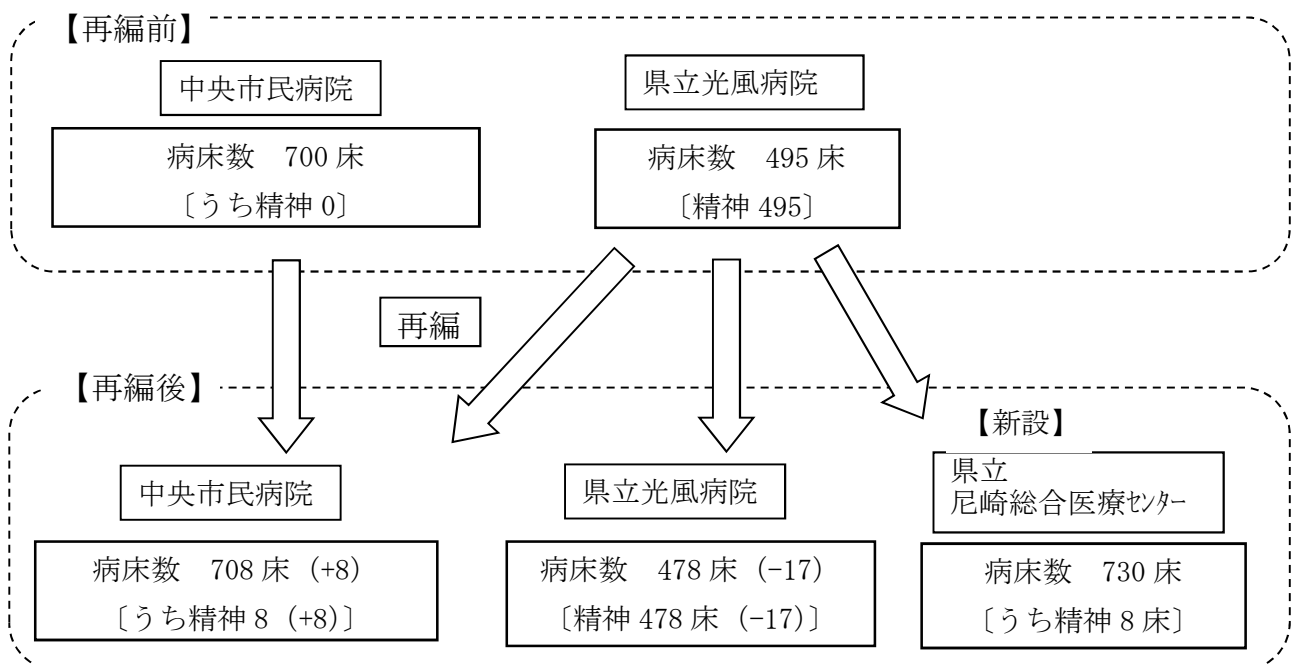 【再編前】
中央市民病院
県立光風病院
病床数　700 床
〔うち精神 0〕
病床数　495 床
〔精神 495〕
再編
【再編後】
【新設】
中央市民病院
県立光風病院
県立
尼崎総合医療ｾﾝﾀｰ
病床数　708 床（+8）
〔うち精神 8（+8）〕
病床数　478 床（-17）
〔精神 478 床（-17）〕
病床数　730 床
〔うち精神 8 床〕